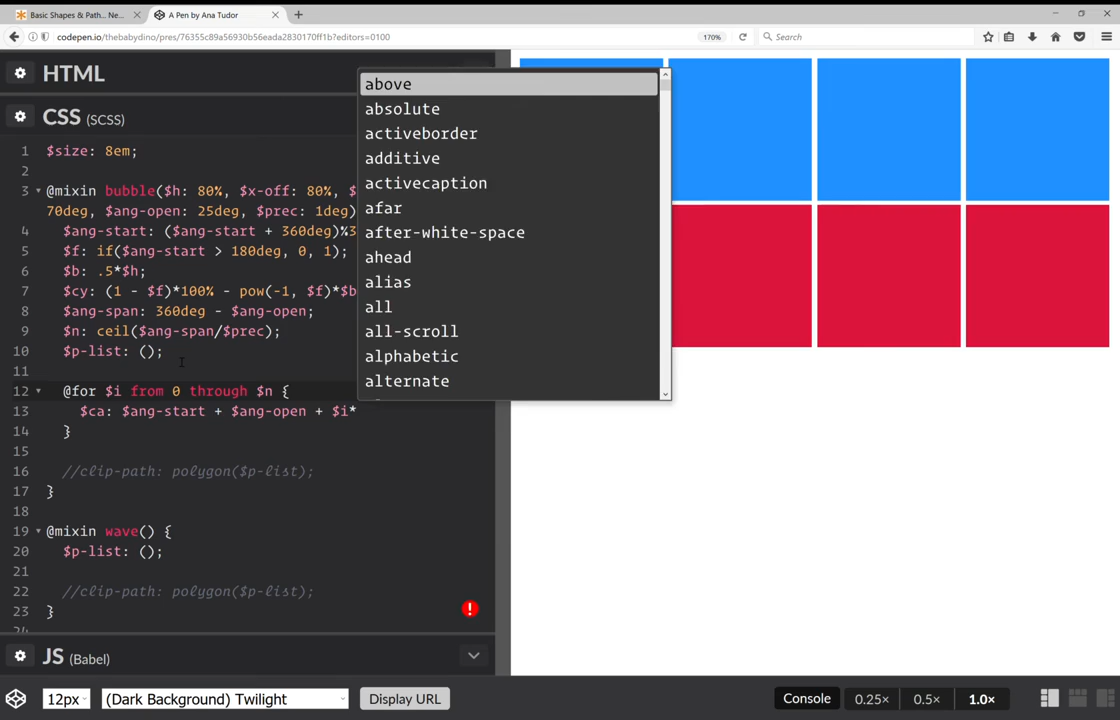 Basic Shapes & Path... Ne...
A Pen by Ana Tudor
codepen.io/thebabydino/pres/76355c89a56930b56eada2830170ff1b?editors=0100
170%
Search
HTML
CSS (SCSS)
1 $size: 8em;
2
3 @mixin bubble($h: 80%, $x-off: 80%, $
70deg, $ang-open: 25deg, $prec: 1deg)
4 $ang-start: ($ang-start + 360deg)%3
5 $f: if($ang-start > 180deg, 0, 1);
6 $b: .5*$h;
7 $cy: (1 - $f)*100% - pow(-1, $f)*$b
8 $ang-span: 360deg - $ang-open;
9 $n: ceil($ang-span/$prec);
10 $p-list: ();
11
12 @for $i from 0 through $n {
13 $ca: $ang-start + $ang-open + $i*
14 }
15
16 //clip-path: polygon($p-list);
17 }
18
19 @mixin wave() {
20 $p-list: ();
21
22 //clip-path: polygon($p-list);
23 }
24
above
absolute
activeborder
additive
activecaption
afar
after-white-space
ahead
alias
all
all-scroll
alphabetic
alternate
JS (Babel)
12px
(Dark Background) Twilight
Display URL
Console
0.25×
0.5×
1.0×